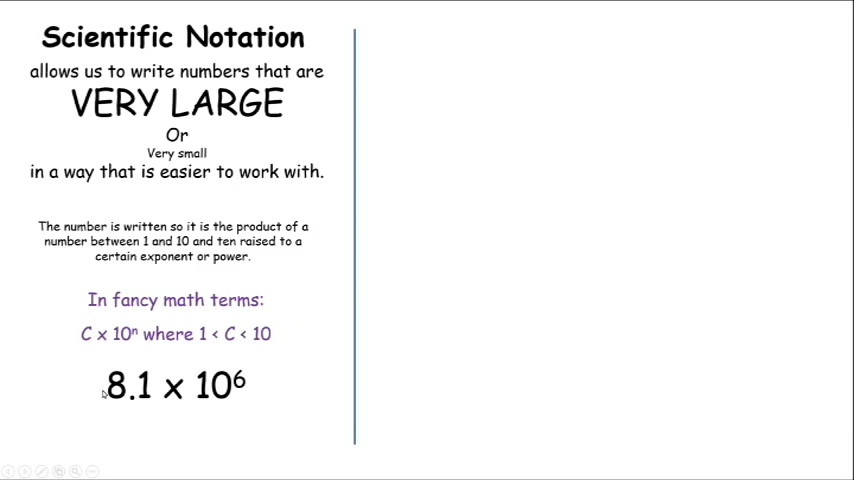 Scientific Notation
allows us to write numbers that are
VERY LARGE
Or
Very small
in a way that is easier to work with.
The number is written so it is the product of a
number between 1 and 10 and ten raised to a
certain exponent or power.
In fancy math terms:
C x 10ⁿ where 1 < C < 10
8.1 x 10⁶